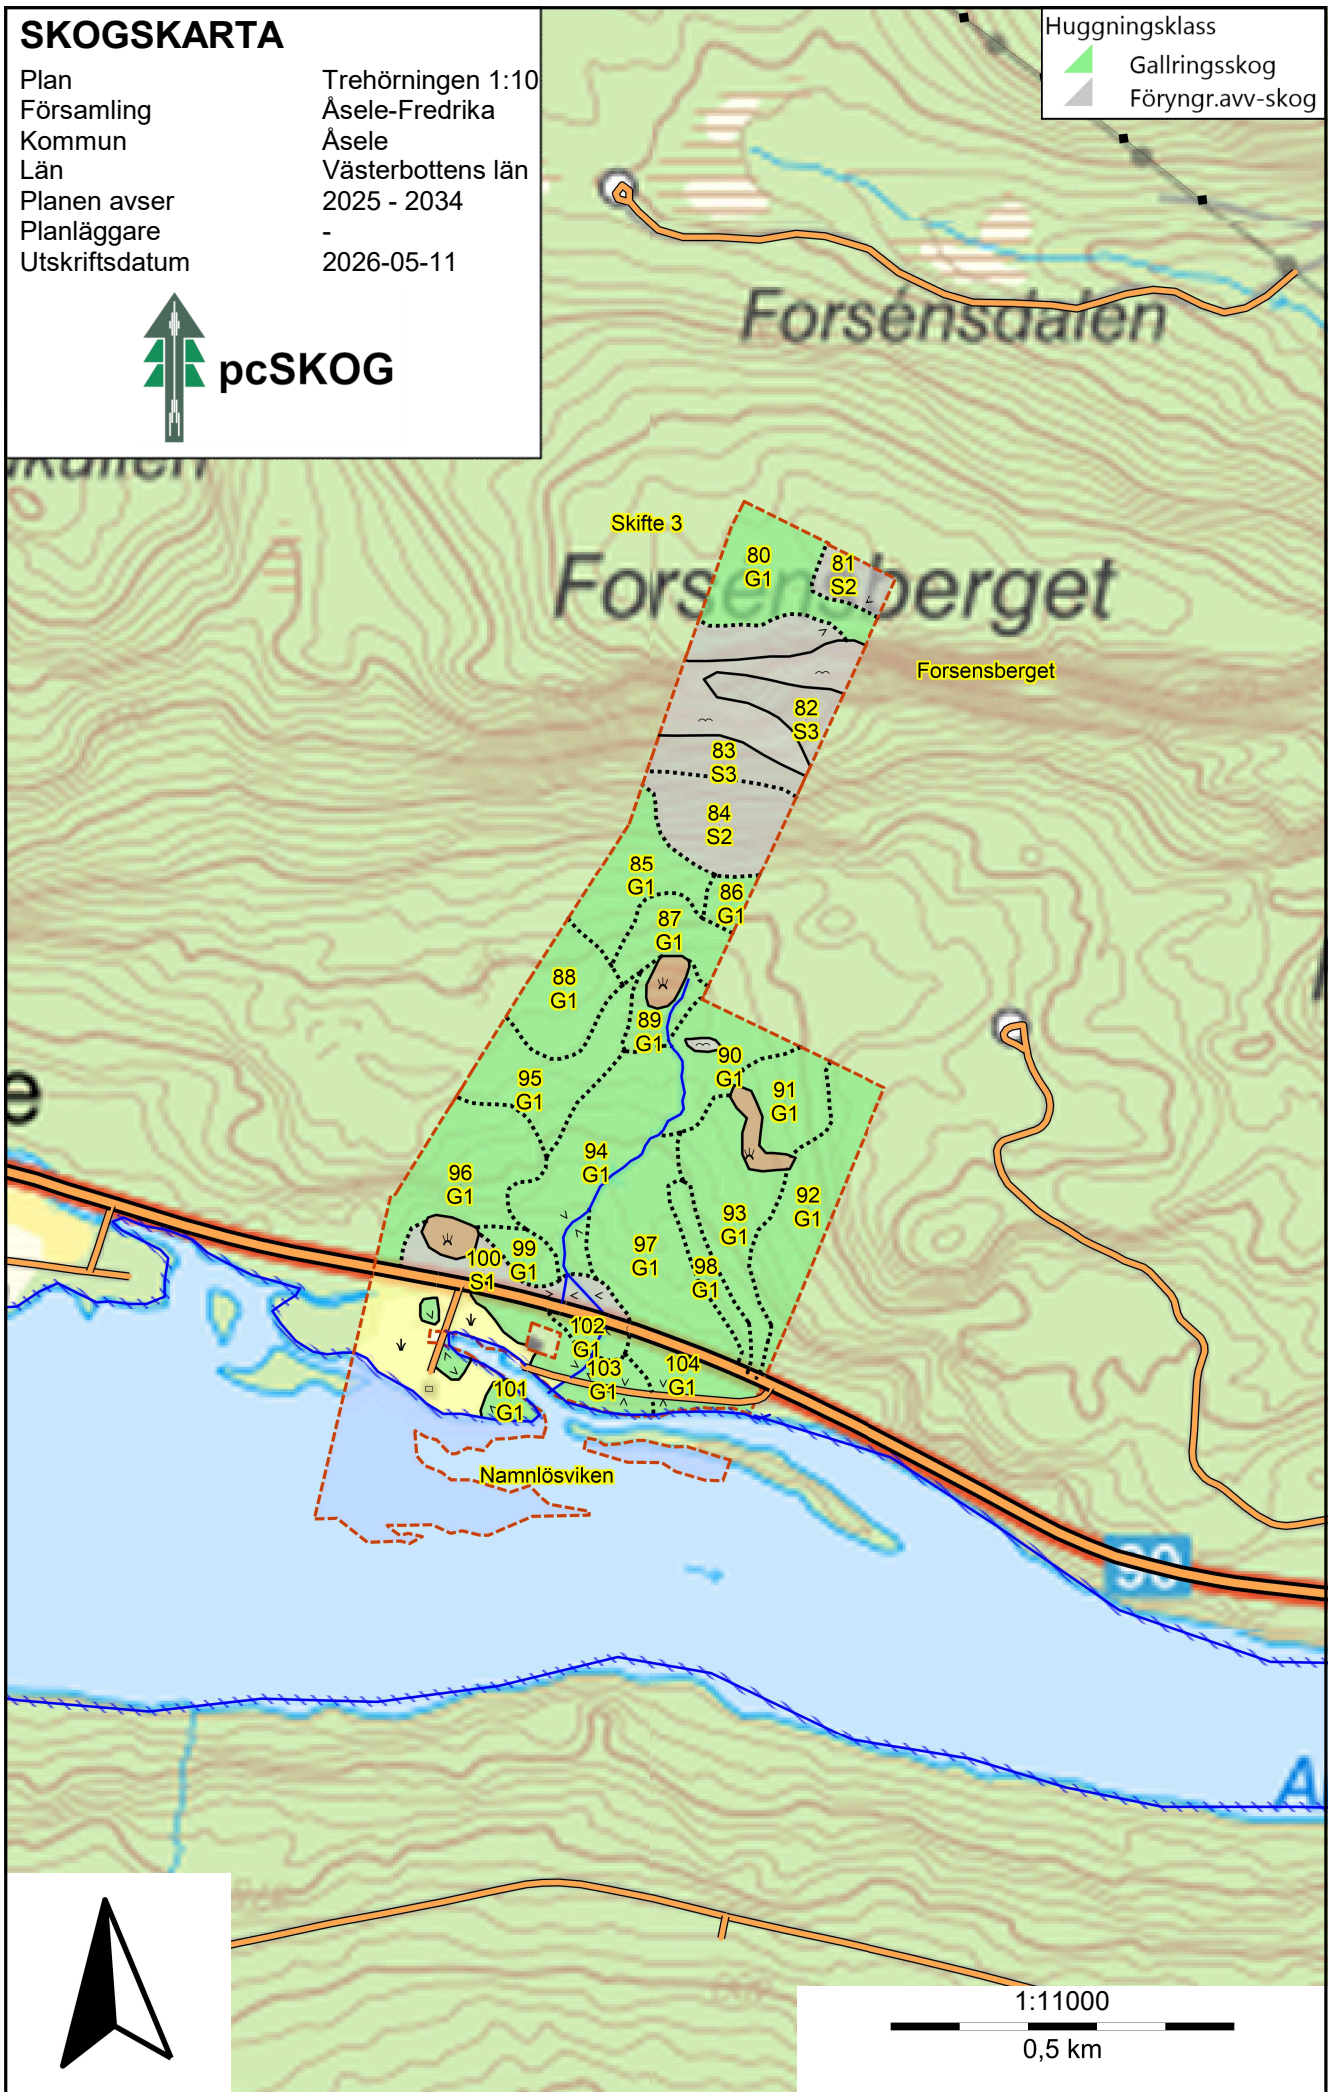 SKOGSKARTA
Plan Trehörningen 1:10
Församling Åsele-Fredrika
Kommun Åsele
Län Västerbottens län
Planen avser 2025 - 2034
Planläggare -
Utskriftsdatum 2026-05-11
pcSKOG
Huggningsklass
Gallringsskog
Föryngr.avv-skog
Forsénsdalen
Skifte 3
Forsensberget
80
G1
81
S2
Forsensberget
82
S3
83
S3
84
S2
85
G1
86
G1
87
G1
88
G1
89
G1
90
G1
91
G1
95
G1
94
G1
96
G1
92
G1
93
G1
97
G1
98
G1
99
G1
100
S1
102
G1
103
G1
104
G1
101
G1
Namnlösviken
90
e
A
1:11000
0,5 km